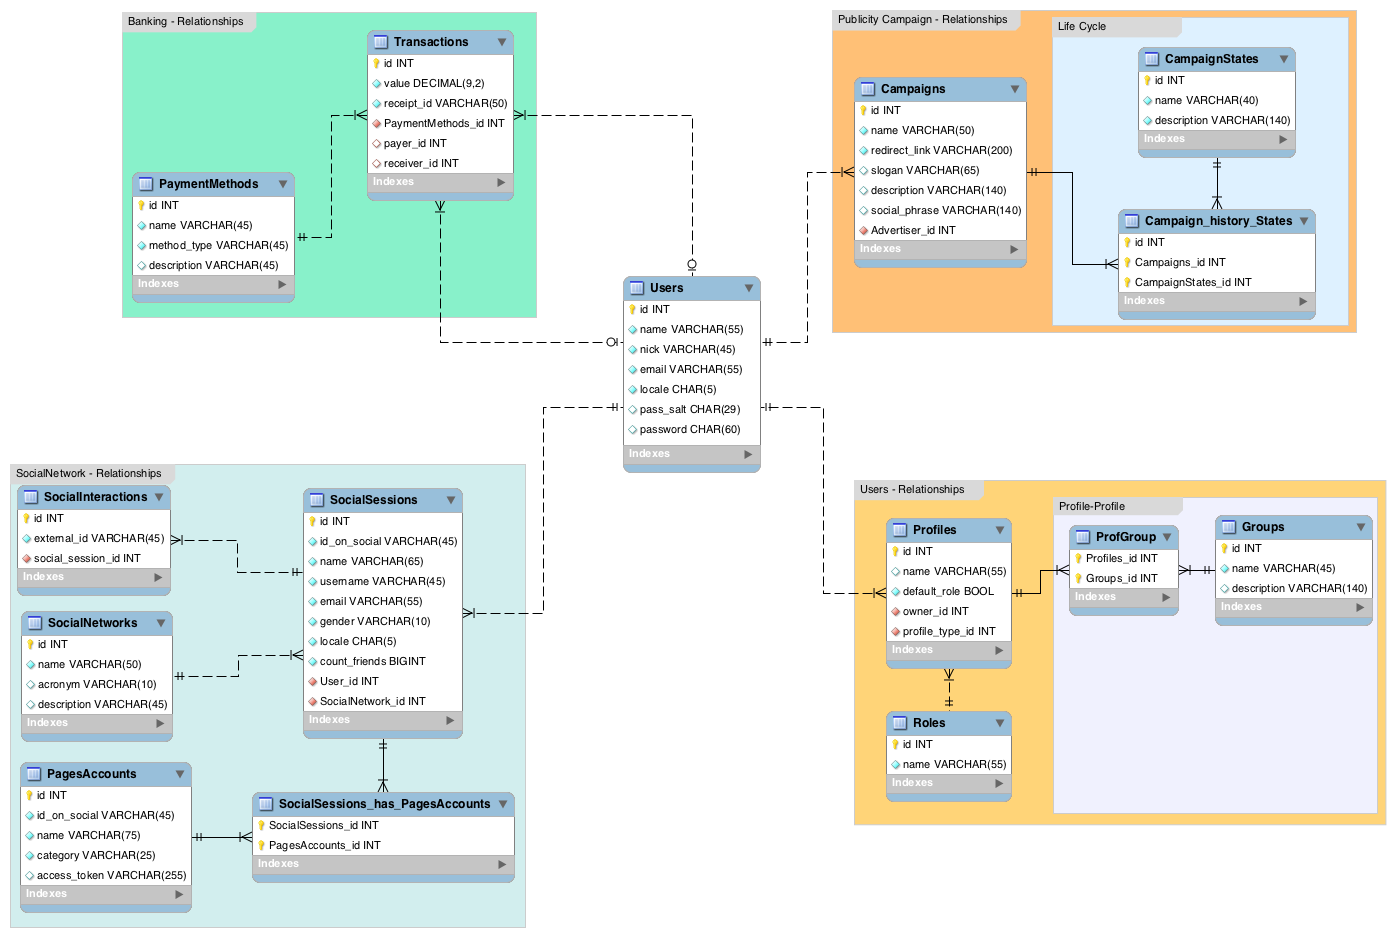 Banking - Relationships
Transactions
id INT
value DECIMAL(9,2)
receipt_id VARCHAR(50)
PaymentMethods_id INT
payer_id INT
receiver_id INT
Indexes
PaymentMethods
id INT
name VARCHAR(45)
method_type VARCHAR(45)
description VARCHAR(45)
Indexes
Publicity Campaign - Relationships
Campaigns
id INT
name VARCHAR(50)
redirect_link VARCHAR(200)
slogan VARCHAR(65)
description VARCHAR(140)
social_phrase VARCHAR(140)
Advertiser_id INT
Indexes
Life Cycle
CampaignStates
id INT
name VARCHAR(40)
description VARCHAR(140)
Indexes
Campaign_history_States
id INT
Campaigns_id INT
CampaignStates_id INT
Indexes
Users
id INT
name VARCHAR(55)
nick VARCHAR(45)
email VARCHAR(55)
locale CHAR(5)
pass_salt CHAR(29)
password CHAR(60)
Indexes
SocialNetwork - Relationships
SocialInteractions
id INT
external_id VARCHAR(45)
social_session_id INT
Indexes
SocialSessions
id INT
id_on_social VARCHAR(45)
name VARCHAR(65)
username VARCHAR(45)
email VARCHAR(55)
gender VARCHAR(10)
locale CHAR(5)
count_friends BIGINT
User_id INT
SocialNetwork_id INT
Indexes
SocialNetworks
id INT
name VARCHAR(50)
acronym VARCHAR(10)
description VARCHAR(45)
Indexes
PagesAccounts
id INT
id_on_social VARCHAR(45)
name VARCHAR(75)
category VARCHAR(25)
access_token VARCHAR(255)
Indexes
SocialSessions_has_PagesAccounts
SocialSessions_id INT
PagesAccounts_id INT
Indexes
Users - Relationships
Profiles
id INT
name VARCHAR(55)
default_role BOOL
owner_id INT
profile_type_id INT
Indexes
Roles
id INT
name VARCHAR(55)
Indexes
Profile-Profile
ProfGroup
Profiles_id INT
Groups_id INT
Indexes
Groups
id INT
name VARCHAR(45)
description VARCHAR(140)
Indexes